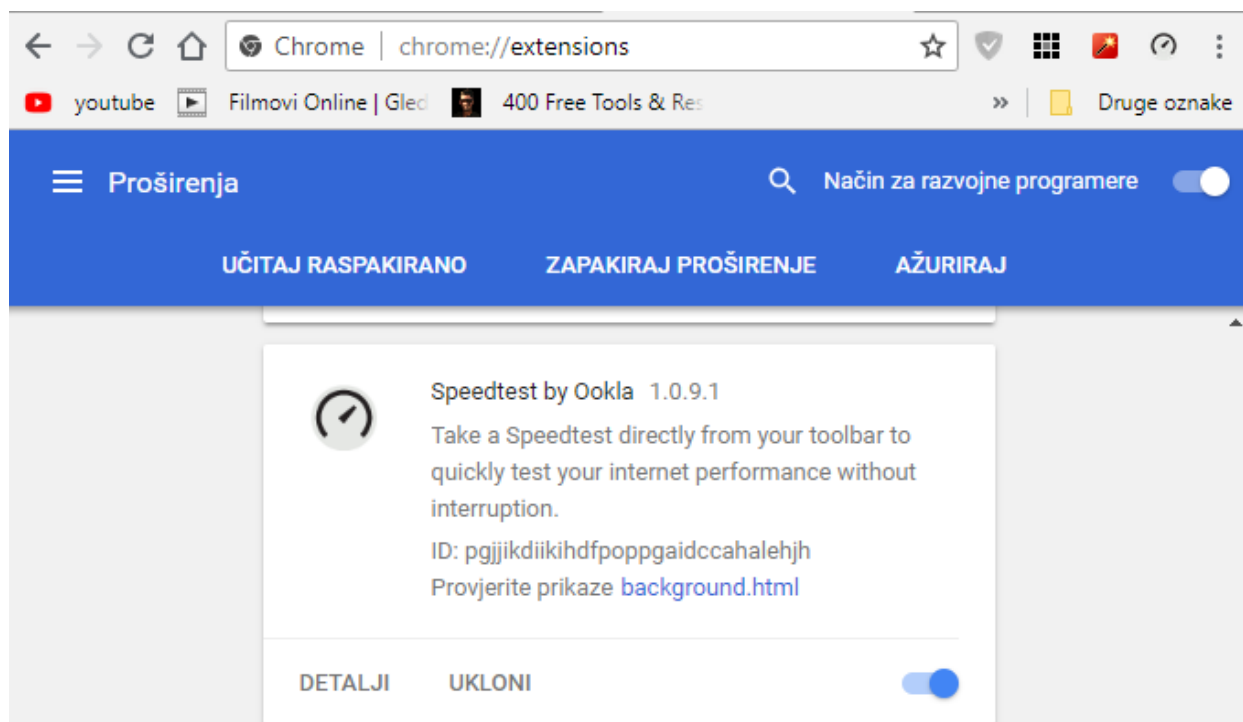 Chrome chrome://extensions
youtube Filmovi Online | Gled 400 Free Tools & Res » Druge oznake
Proširenja Način za razvojne programere
UČITAJ RASPAKIRANO ZAPAKIRAJ PROŠIRENJE AŽURIRAJ
Speedtest by Ookla 1.0.9.1
Take a Speedtest directly from your toolbar to
quickly test your internet performance without
interruption.
ID: pgjjikdiikihdfpoppgaidccahalehjh
Provjerite prikaze background.html
DETALJI UKLONI